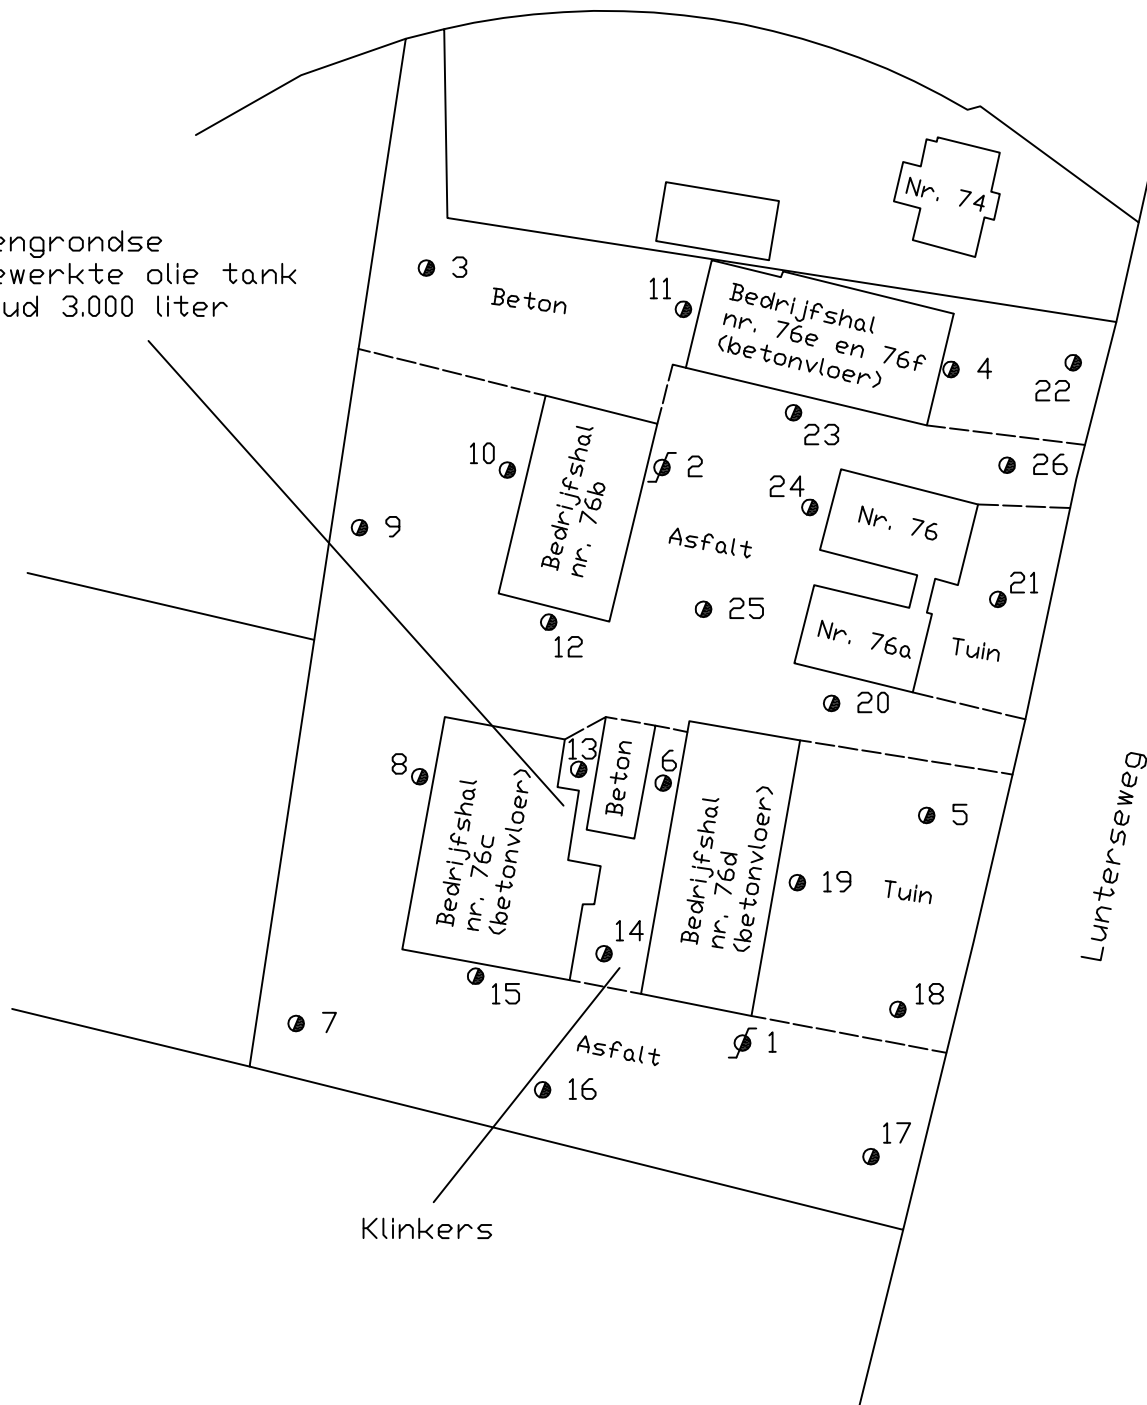 Nr. 74
engrondse
ewerkte olie tank
ud 3.000 liter
3
Beton
11
Bedrijfshal
nr. 76e en 76f
(betonvloer)
4
22
23
10
Bedrijfshal
nr. 76b
2
26
24
Nr. 76
9
Asfalt
21
25
Nr. 76a
Tuin
12
20
13
Beton
6
8
Bedrijfshal
nr. 76c
(betonvloer)
Bedrijfshal
nr. 76d
(betonvloer)
5
19
Tuin
Lunterseweg
14
15
18
7
Asfalt
1
16
17
Klinkers